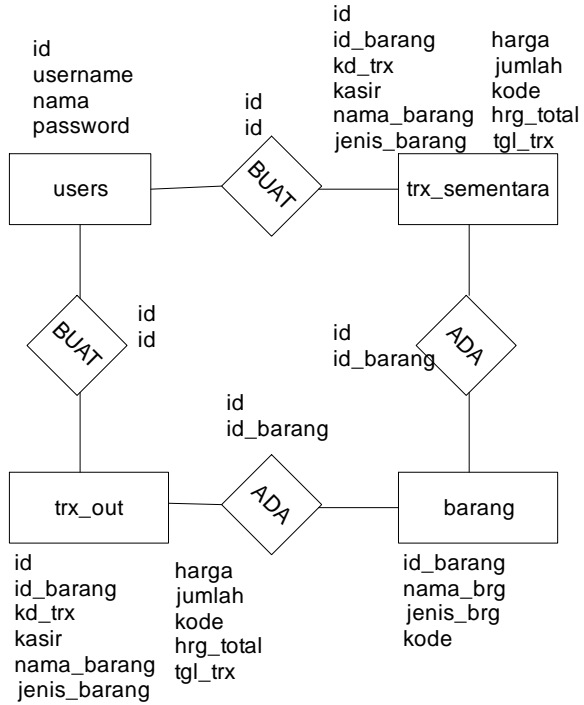 id
username
nama
password
id
id
id
id_barang
kd_trx
kasir
nama_barang
jenis_barang
harga
jumlah
kode
hrg_total
tgl_trx
users
BUAT
trx_sementara
BUAT
id
id
id
id_barang
ADA
id
id_barang
trx_out
ADA
barang
id
id_barang
kd_trx
kasir
nama_barang
jenis_barang
harga
jumlah
kode
hrg_total
tgl_trx
id_barang
nama_brg
jenis_brg
kode